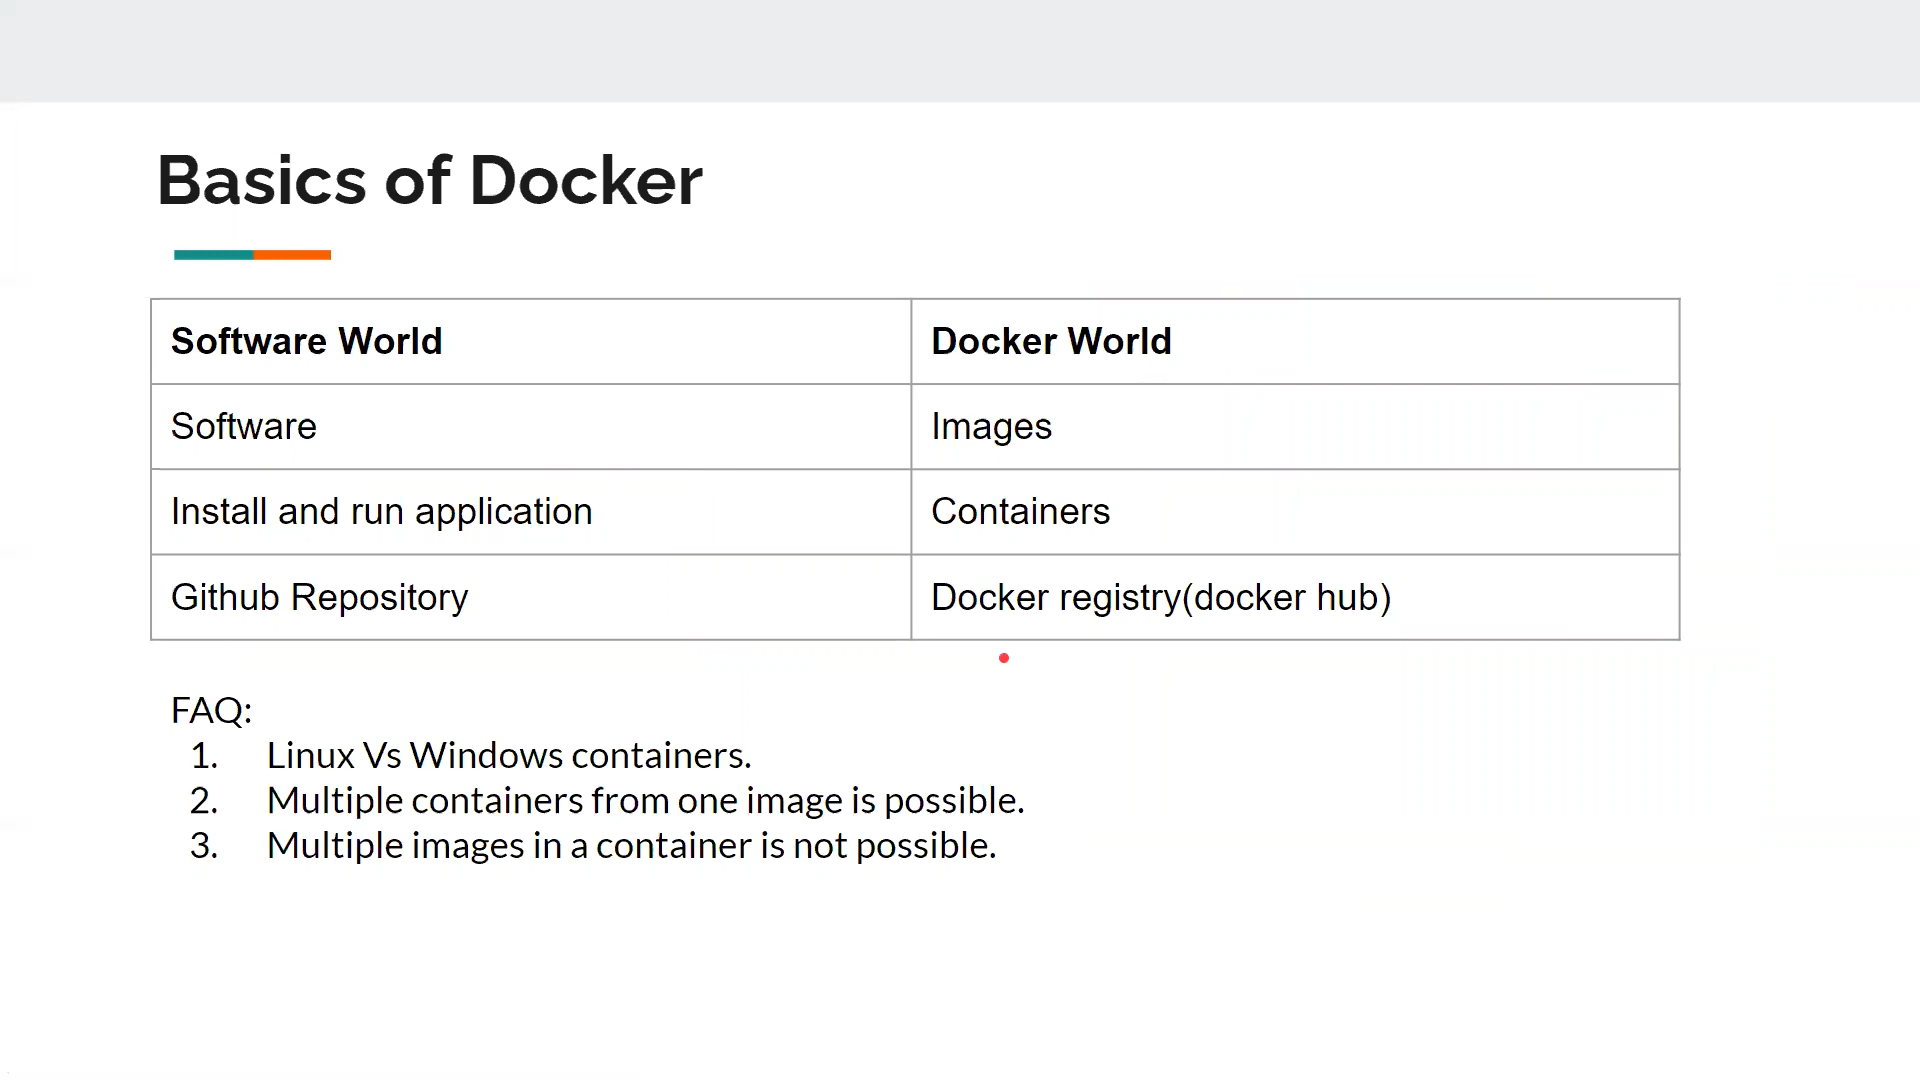 Basics of Docker
Software World Docker World
Software Images
Install and run application Containers
Github Repository Docker registry(docker hub)
FAQ:
1. Linux Vs Windows containers.
2. Multiple containers from one image is possible.
3. Multiple images in a container is not possible.